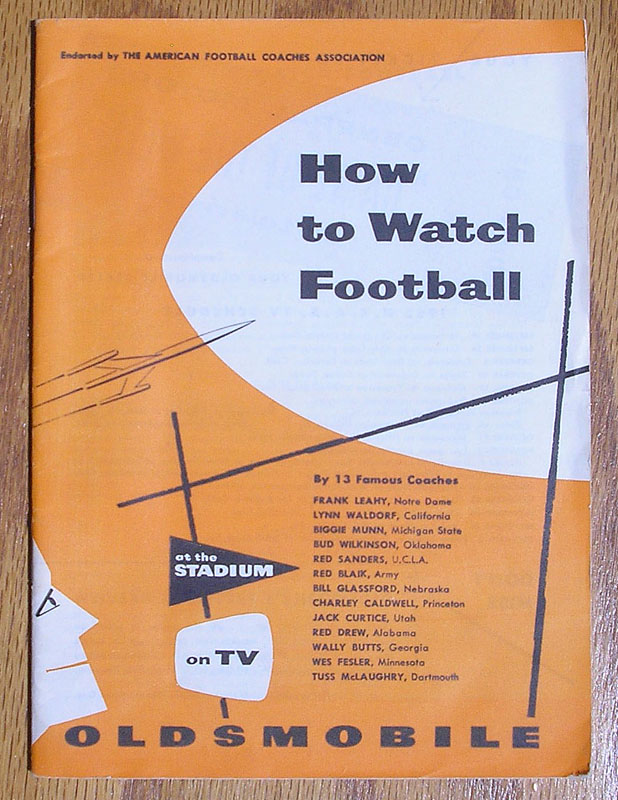 Endorsed by THE AMERICAN FOOTBALL COACHES ASSOCIATION
How
to Watch
Football
By 13 Famous Coaches
FRANK LEAHY, Notre Dame
LYNN WALDORF, California
BIGGIE MUNN, Michigan State
BUD WILKINSON, Oklahoma
RED SANDERS, U.C.L.A.
RED BLAIK, Army
BILL GLASSFORD, Nebraska
CHARLEY CALDWELL, Princeton
JACK CURTICE, Utah
RED DREW, Alabama
WALLY BUTTS, Georgia
WES FESLER, Minnesota
TUSS McLAUGHRY, Dartmouth
at the
STADIUM
on TV
OLDSMOBILE